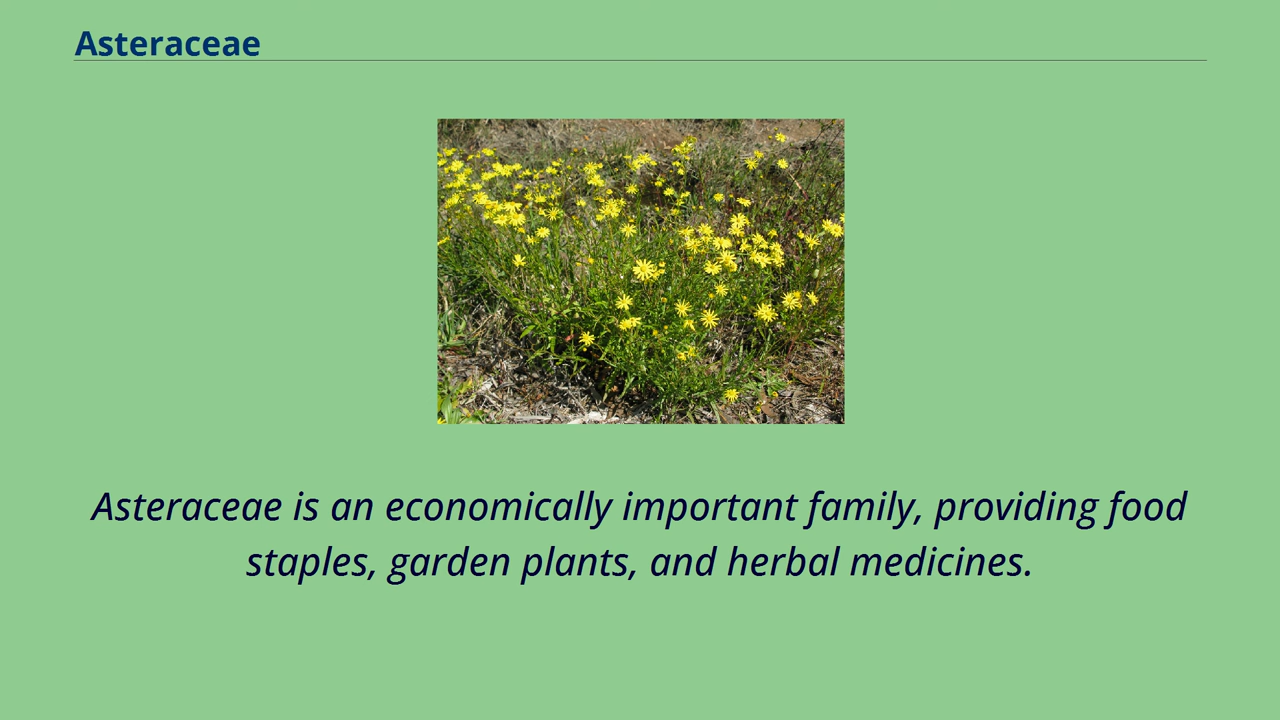 Asteraceae
Asteraceae is an economically important family, providing food
staples, garden plants, and herbal medicines.